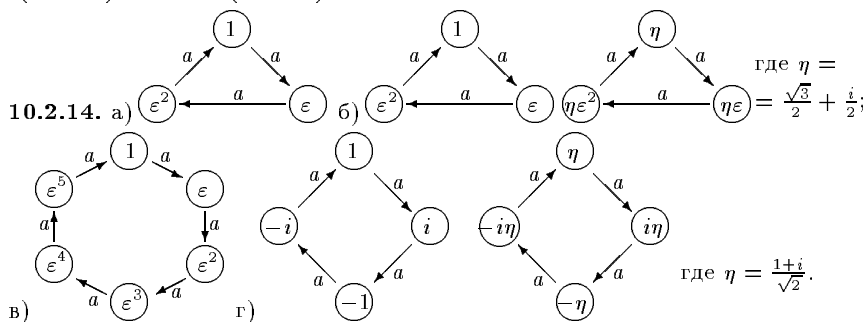 1
1
η
a a
a a
a a
где η =
ε² a ε
ε² a ε
ηε² a ηε
= √3/2 + i/2;
10.2.14. а)
б)
1
1
η
a a
a a
a a
ε⁵ ε
−i i
−iη iη
a a
ε⁴ ε²
a a
a a
a a
где η = (1+i)/√2.
ε³
−1
−η
в)
г)